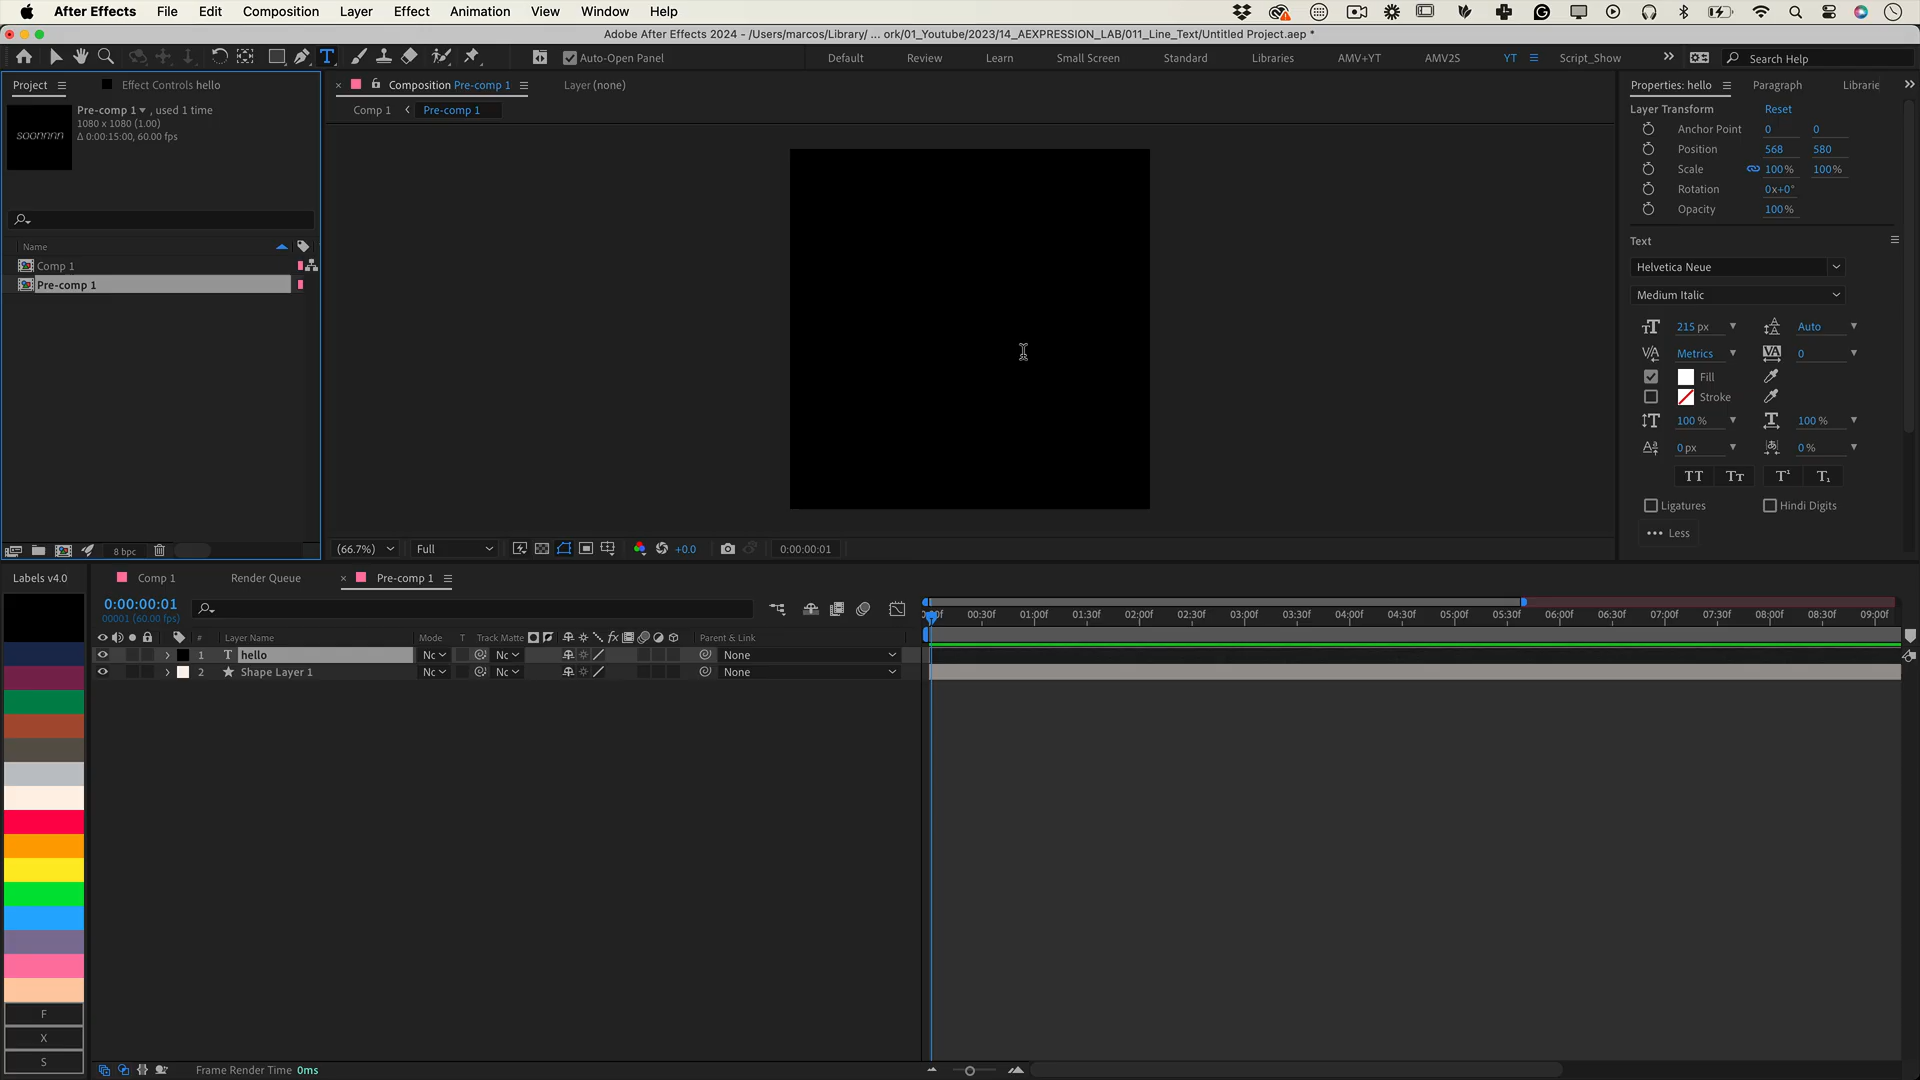 After Effects File Edit Composition Layer Effect Animation View Window Help
Adobe After Effects 2024 - /Users/marcos/Library/ ... ork/01_Youtube/2023/14_AEXPRESSION_LAB/011_Line_Text/Untitled Project.aep *
Auto-Open Panel Default Review Learn Small Screen Standard Libraries AMV+YT AMV2S YT Script_Show Search Help
Project Effect Controls hello Composition Pre-comp 1 Layer (none) Properties: hello Paragraph Librarie
Pre-comp 1 , used 1 time
1080 x 1080 (1.00)
Δ 0:00:15:00, 60.00 fps
soonnnn
Comp 1 Pre-comp 1
Layer Transform Reset
Anchor Point 0 0
Position 568 580
Scale 100% 100%
Rotation 0x+0°
Opacity 100%
Name
Comp 1
Pre-comp 1
Text
Helvetica Neue
Medium Italic
215 px Auto
Metrics 0
Fill
Stroke
100 % 100 %
0 px 0 %
TT Tт T¹ T₁
Ligatures Hindi Digits
Less
8 bpc (66.7%) Full +0.0 0:00:00:01
Labels v4.0 Comp 1 Render Queue Pre-comp 1
0:00:00:01
00001 (60.00 fps)
00:30f 01:00f 01:30f 02:00f 02:30f 03:00f 03:30f 04:00f 04:30f 05:00f 05:30f 06:00f 06:30f 07:00f 07:30f 08:00f 08:30f 09:00f
# Layer Name Mode T Track Matte fx Parent & Link
1 T hello Nc Nc None
2 Shape Layer 1 Nc Nc None
F
X
S
Frame Render Time 0ms